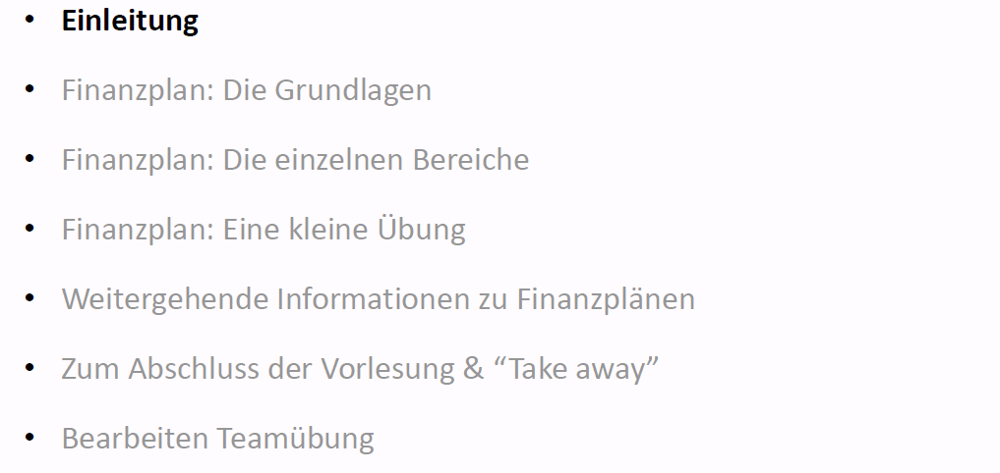 • Einleitung
• Finanzplan: Die Grundlagen
• Finanzplan: Die einzelnen Bereiche
• Finanzplan: Eine kleine Übung
• Weitergehende Informationen zu Finanzplänen
• Zum Abschluss der Vorlesung & “Take away”
• Bearbeiten Teamübung